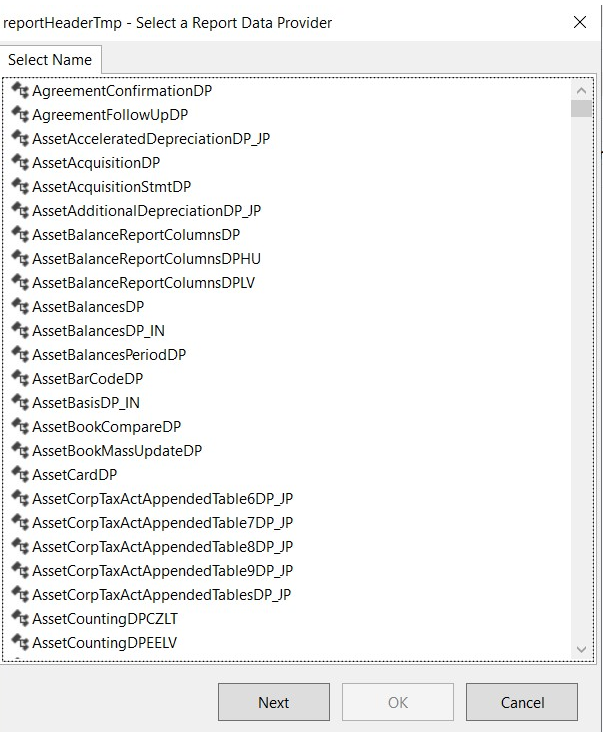 reportHeaderTmp - Select a Report Data Provider
Select Name
AgreementConfirmationDP
AgreementFollowUpDP
AssetAcceleratedDepreciationDP_JP
AssetAcquisitionDP
AssetAcquisitionStmtDP
AssetAdditionalDepreciationDP_JP
AssetBalanceReportColumnsDP
AssetBalanceReportColumnsDPHU
AssetBalanceReportColumnsDPLV
AssetBalancesDP
AssetBalancesDP_IN
AssetBalancesPeriodDP
AssetBarCodeDP
AssetBasisDP_IN
AssetBookCompareDP
AssetBookMassUpdateDP
AssetCardDP
AssetCorpTaxActAppendedTable6DP_JP
AssetCorpTaxActAppendedTable7DP_JP
AssetCorpTaxActAppendedTable8DP_JP
AssetCorpTaxActAppendedTable9DP_JP
AssetCorpTaxActAppendedTablesDP_JP
AssetCountingDPCZLT
AssetCountingDPEELV
Next OK Cancel